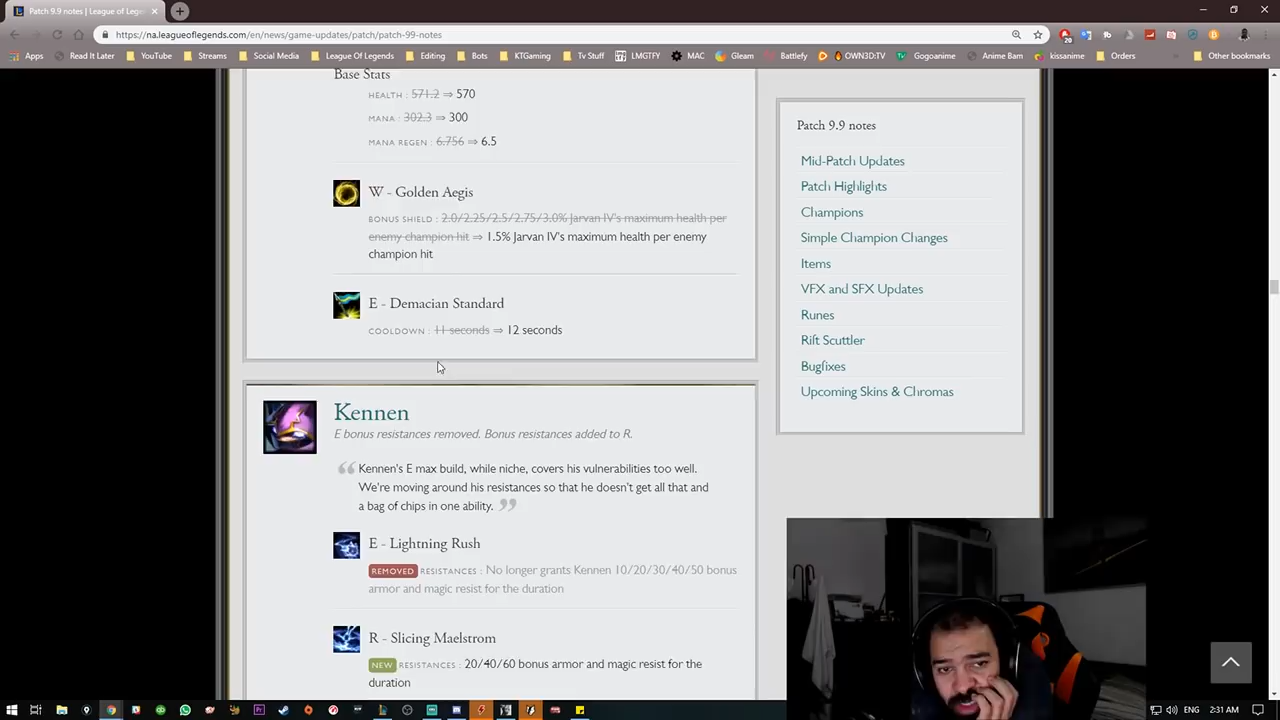 Patch 9.9 notes | League of Lege
https://na.leagueoflegends.com/en/news/game-updates/patch/patch-99-notes
Apps Read It Later YouTube Streams Social Media League Of Legends Editing Bots KTGaming Tv Stuff LMGTFY MAC Gleam Battlefy OWN3D:TV Gogoanime Anime Bam kissanime Orders Other bookmarks
Base Stats
HEALTH : 571.2 ⇒ 570
MANA : 302.3 ⇒ 300
MANA REGEN : 6.756 ⇒ 6.5
W - Golden Aegis
BONUS SHIELD : 2.0/2.25/2.5/2.75/3.0% Jarvan IV's maximum health per
enemy champion hit ⇒ 1.5% Jarvan IV's maximum health per enemy
champion hit
E - Demacian Standard
COOLDOWN : 11 seconds ⇒ 12 seconds
Kennen
E bonus resistances removed. Bonus resistances added to R.
Kennen's E max build, while niche, covers his vulnerabilities too well.
We're moving around his resistances so that he doesn't get all that and
a bag of chips in one ability.
E - Lightning Rush
REMOVED RESISTANCES : No longer grants Kennen 10/20/30/40/50 bonus
armor and magic resist for the duration
R - Slicing Maelstrom
NEW RESISTANCES : 20/40/60 bonus armor and magic resist for the
duration
Patch 9.9 notes
Mid-Patch Updates
Patch Highlights
Champions
Simple Champion Changes
Items
VFX and SFX Updates
Runes
Rift Scuttler
Bugfixes
Upcoming Skins & Chromas
ENG 2:31 AM